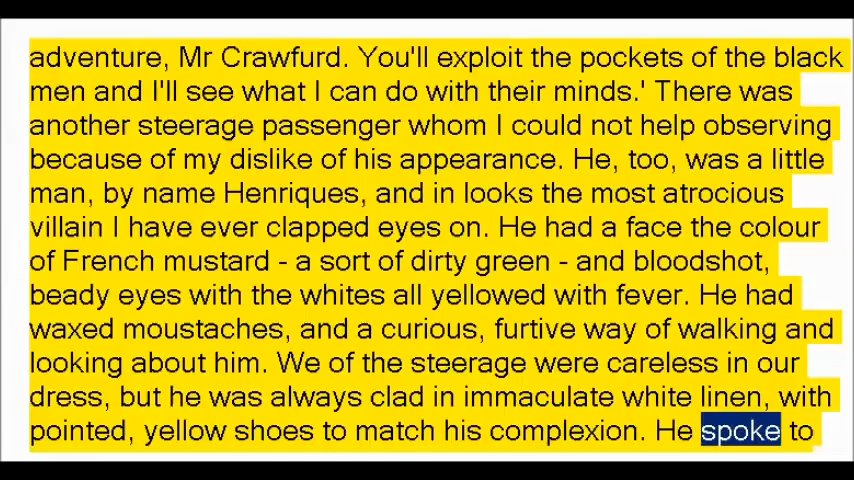 adventure, Mr Crawfurd. You'll exploit the pockets of the black
men and I'll see what I can do with their minds.' There was
another steerage passenger whom I could not help observing
because of my dislike of his appearance. He, too, was a little
man, by name Henriques, and in looks the most atrocious
villain I have ever clapped eyes on. He had a face the colour
of French mustard - a sort of dirty green - and bloodshot,
beady eyes with the whites all yellowed with fever. He had
waxed moustaches, and a curious, furtive way of walking and
looking about him. We of the steerage were careless in our
dress, but he was always clad in immaculate white linen, with
pointed, yellow shoes to match his complexion. He spoke to